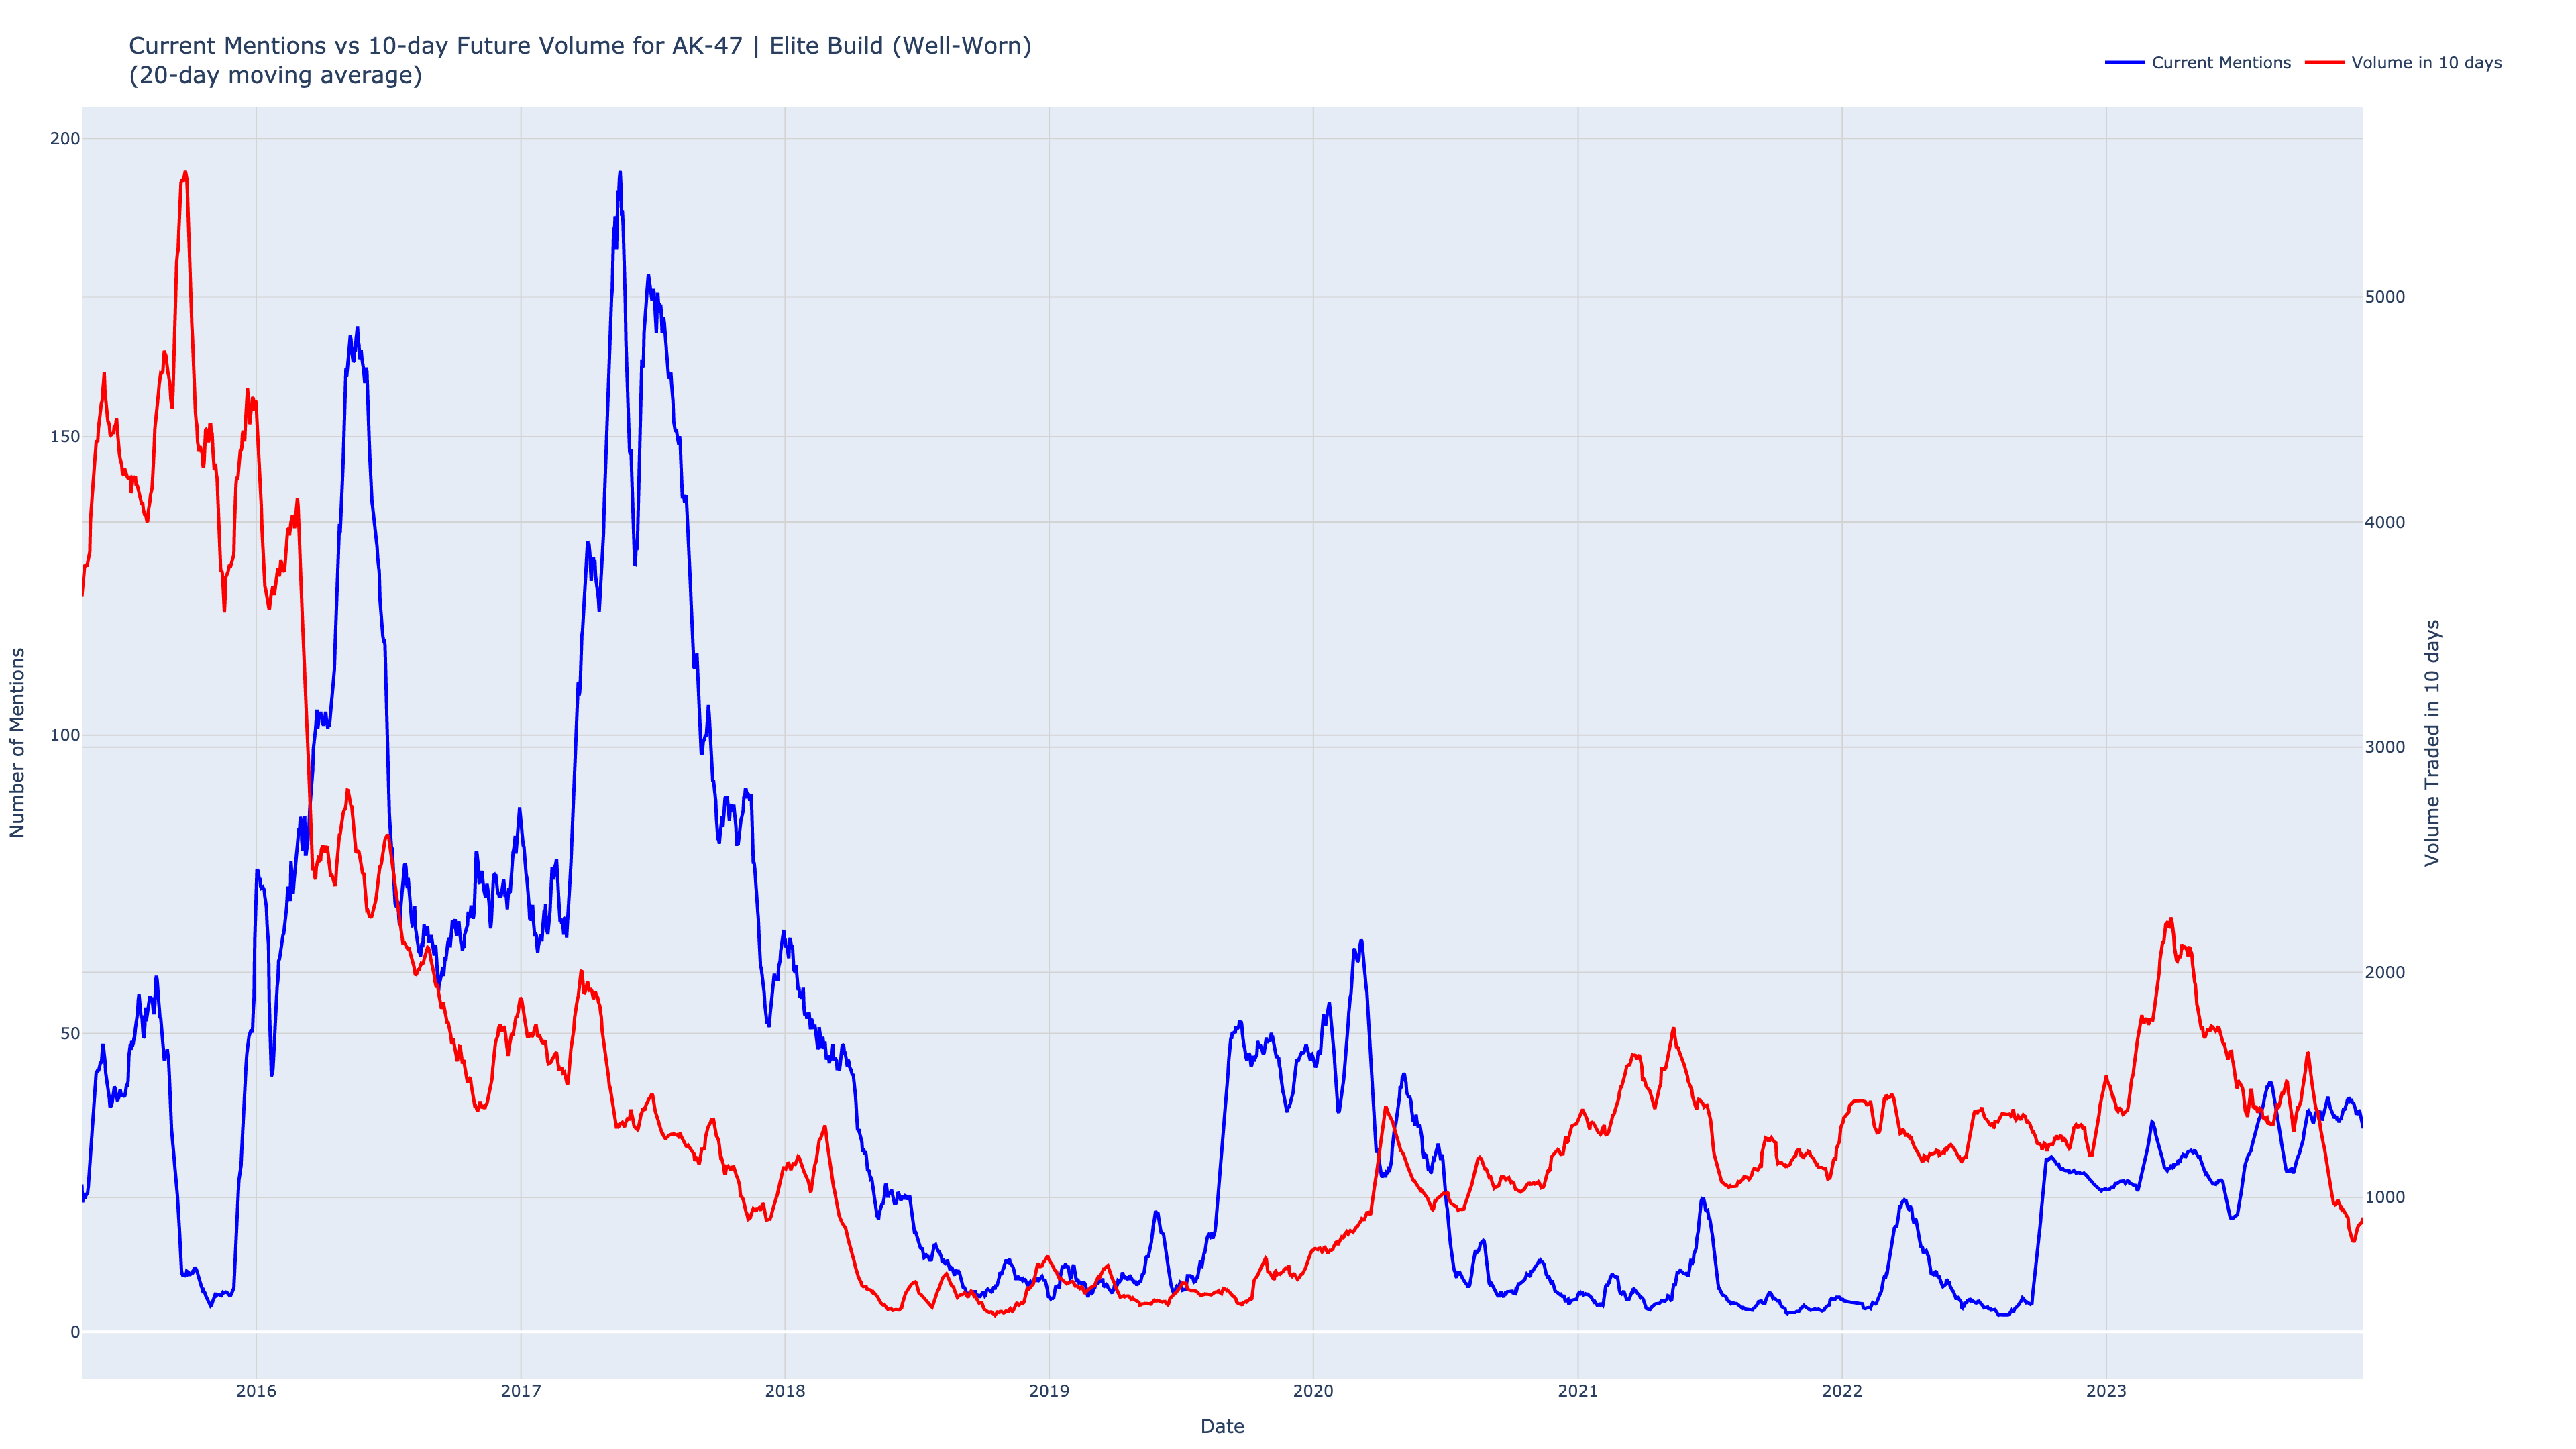 Current Mentions vs 10-day Future Volume for AK-47 | Elite Build (Well-Worn)
(20-day moving average)
Current Mentions
Volume in 10 days
200
150
100
50
0
Number of Mentions
5000
4000
3000
2000
1000
Volume Traded in 10 days
2016
2017
2018
2019
2020
2021
2022
2023
Date